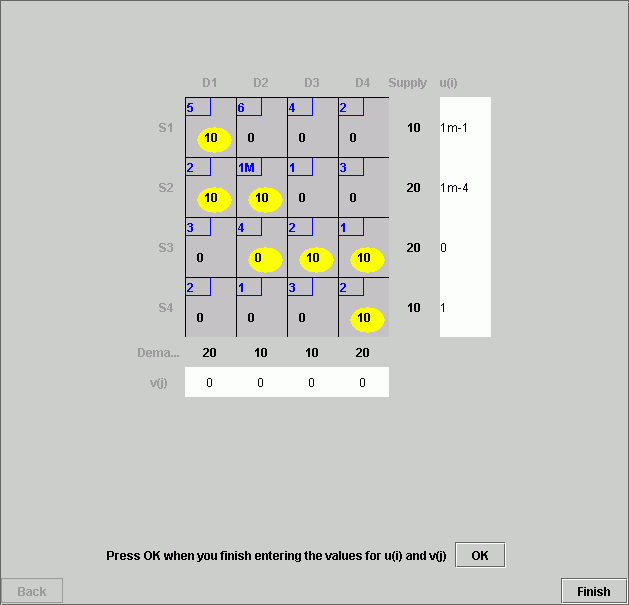 D1 D2 D3 D4 Supply u(i)
5 6 4 2
S1 10 0 0 0 10 1m-1
2 1M 1 3
S2 10 10 0 0 20 1m-4
3 4 2 1
S3 0 0 10 10 20 0
2 1 3 2
S4 0 0 0 10 10 1
Dema... 20 10 10 20
v(j) 0 0 0 0
Press OK when you finish entering the values for u(i) and v(j) OK
Back Finish